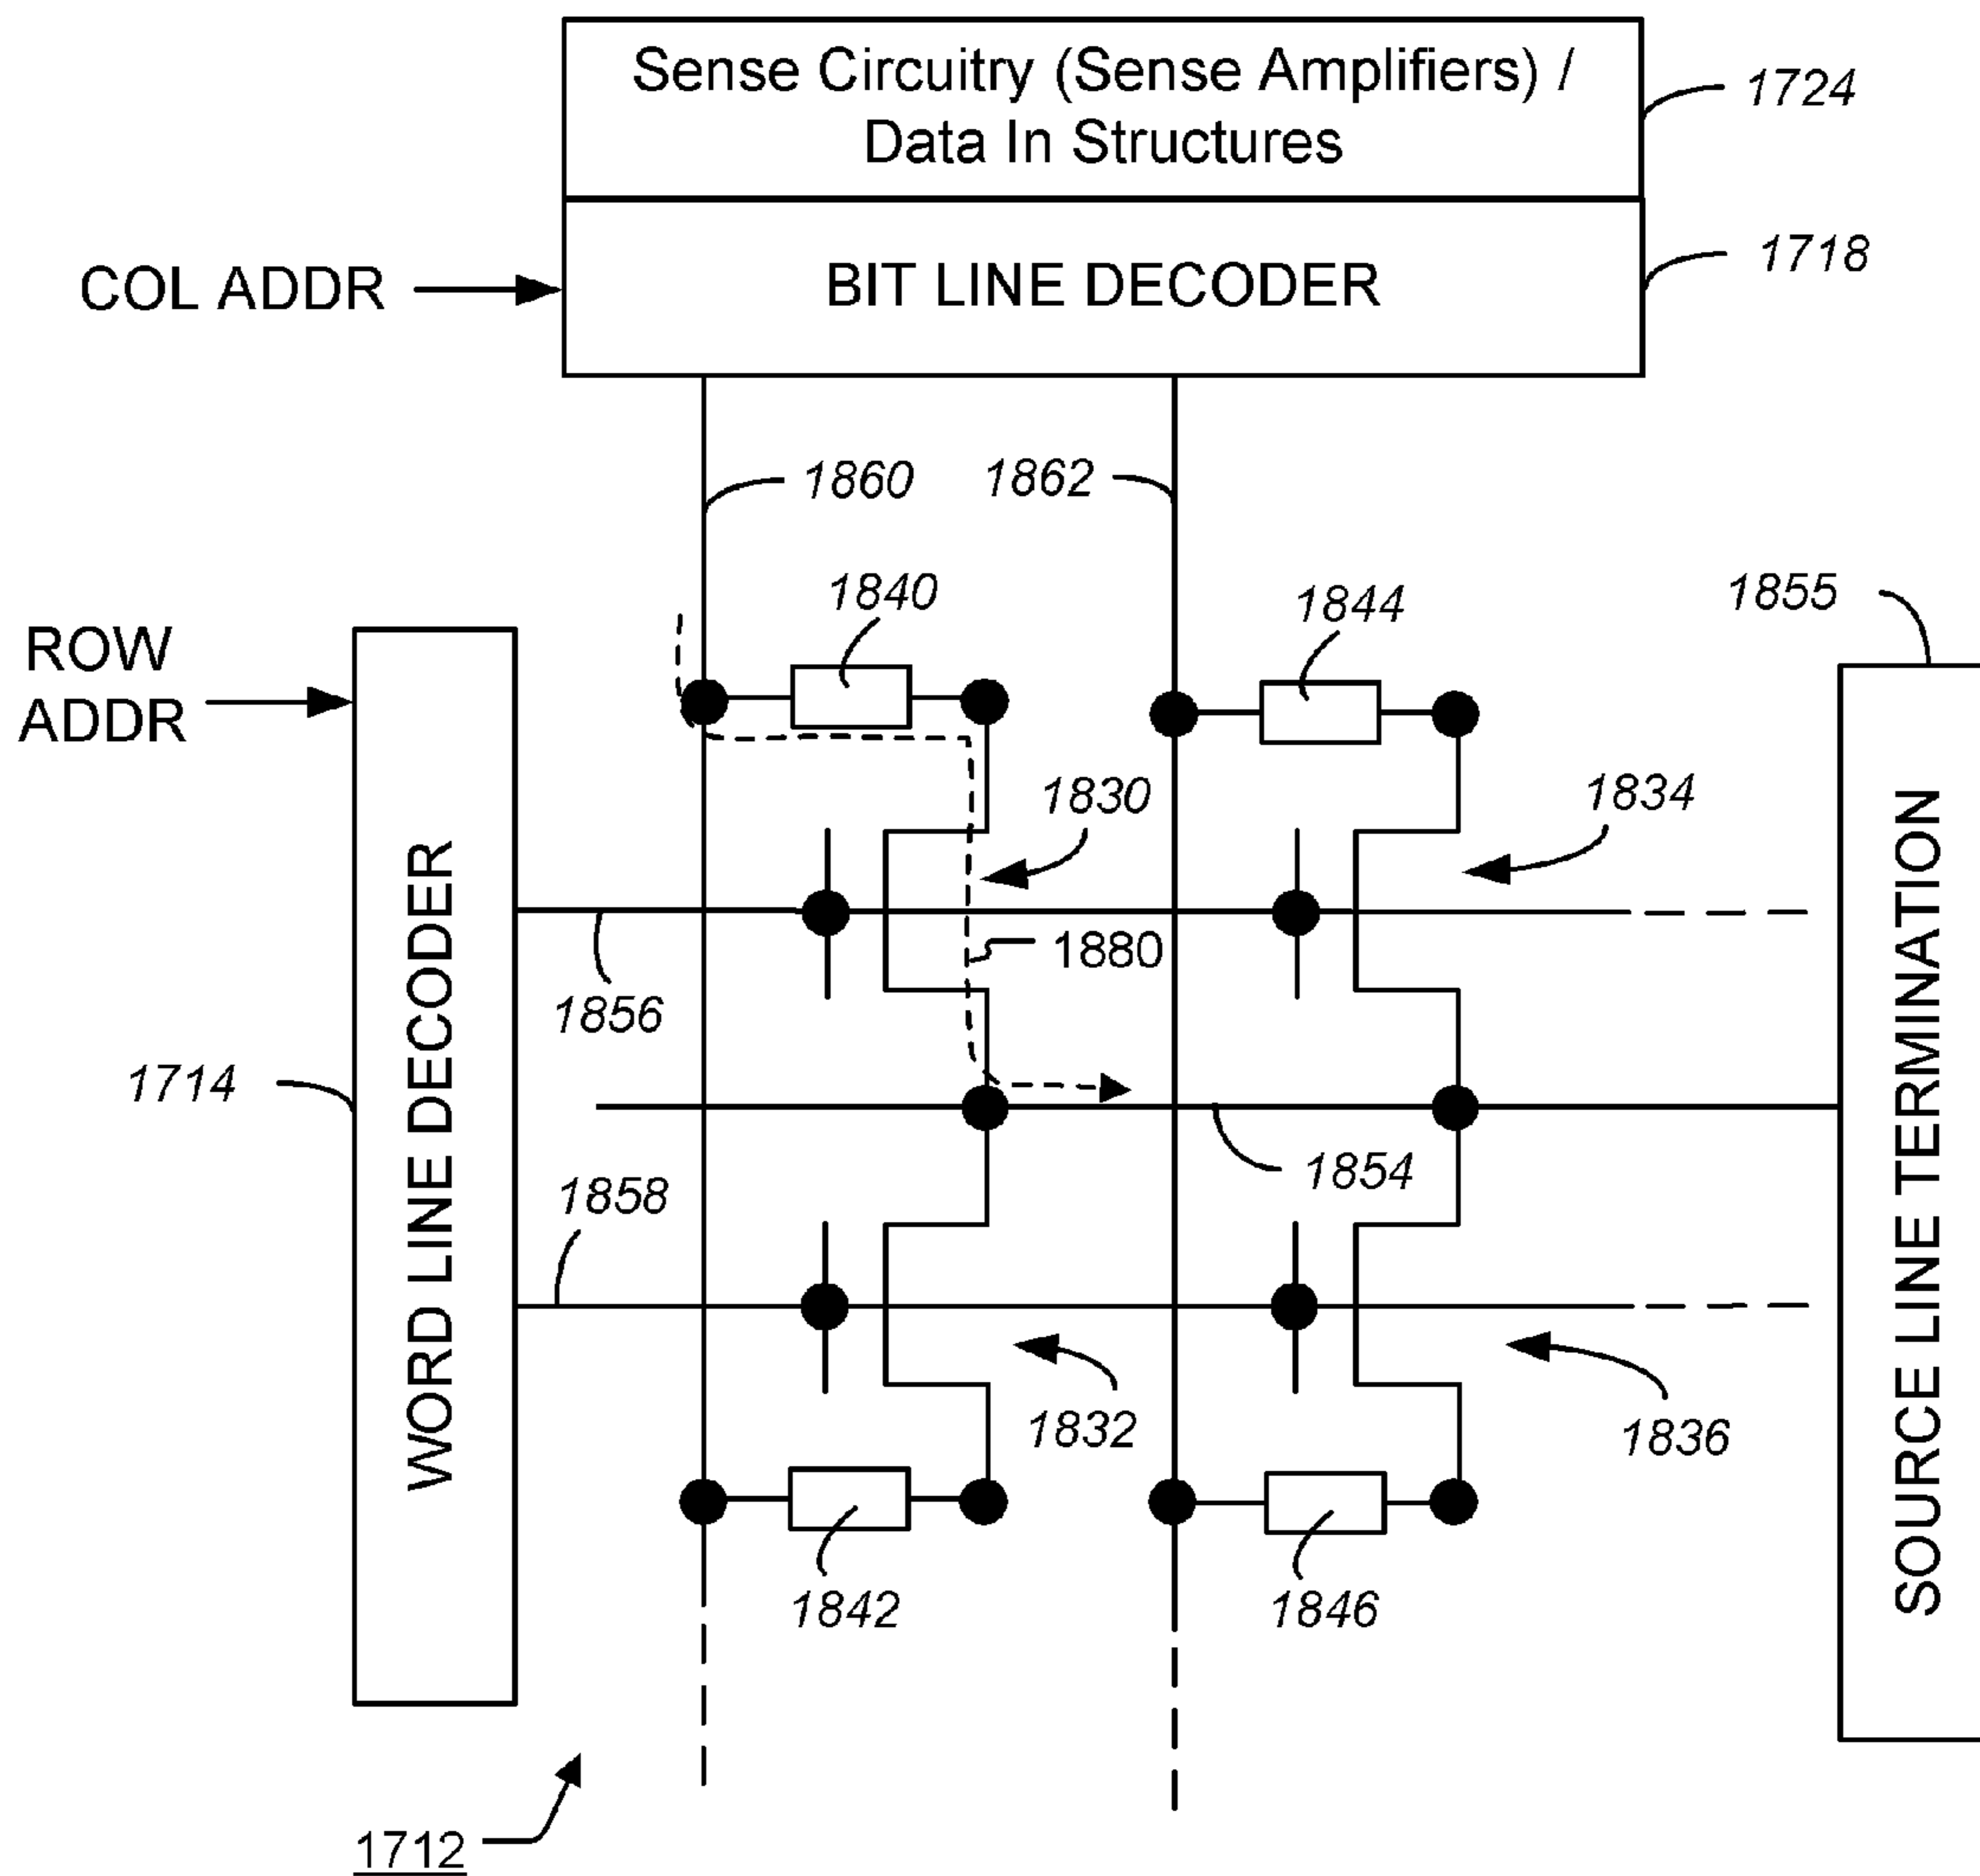 Sense Circuitry (Sense Amplifiers) /
Data In Structures
1724
BIT LINE DECODER
1718
COL ADDR
1860
1862
1840
1844
1855
ROW
ADDR
1830
1834
WORD LINE DECODER
SOURCE LINE TERMINATION
1880
1856
1714
1854
1858
1832
1836
1842
1846
1712